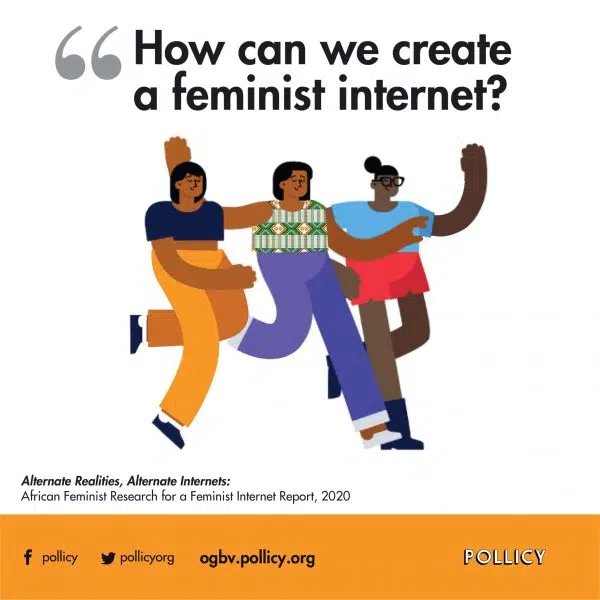 “ How can we create
a feminist internet?
Alternate Realities, Alternate Internets:
African Feminist Research for a Feminist Internet Report, 2020
pollicy
pollicyorg
ogbv.pollicy.org
POLLICY